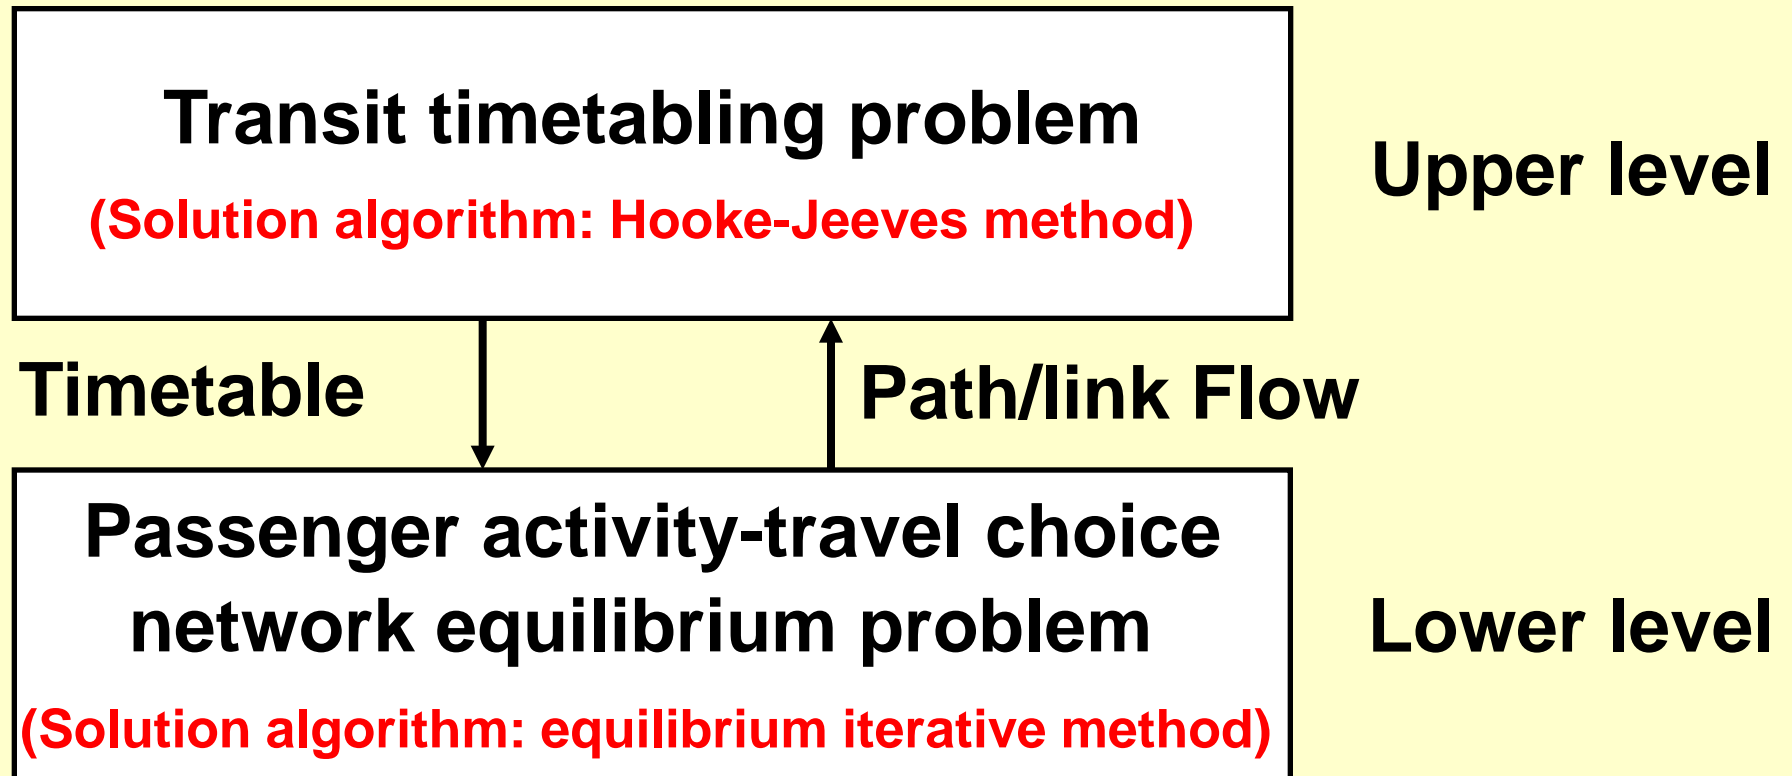 Transit timetabling problem
(Solution algorithm: Hooke-Jeeves method)
Upper level
Timetable
Path/link Flow
Passenger activity-travel choice
network equilibrium problem
(Solution algorithm: equilibrium iterative method)
Lower level